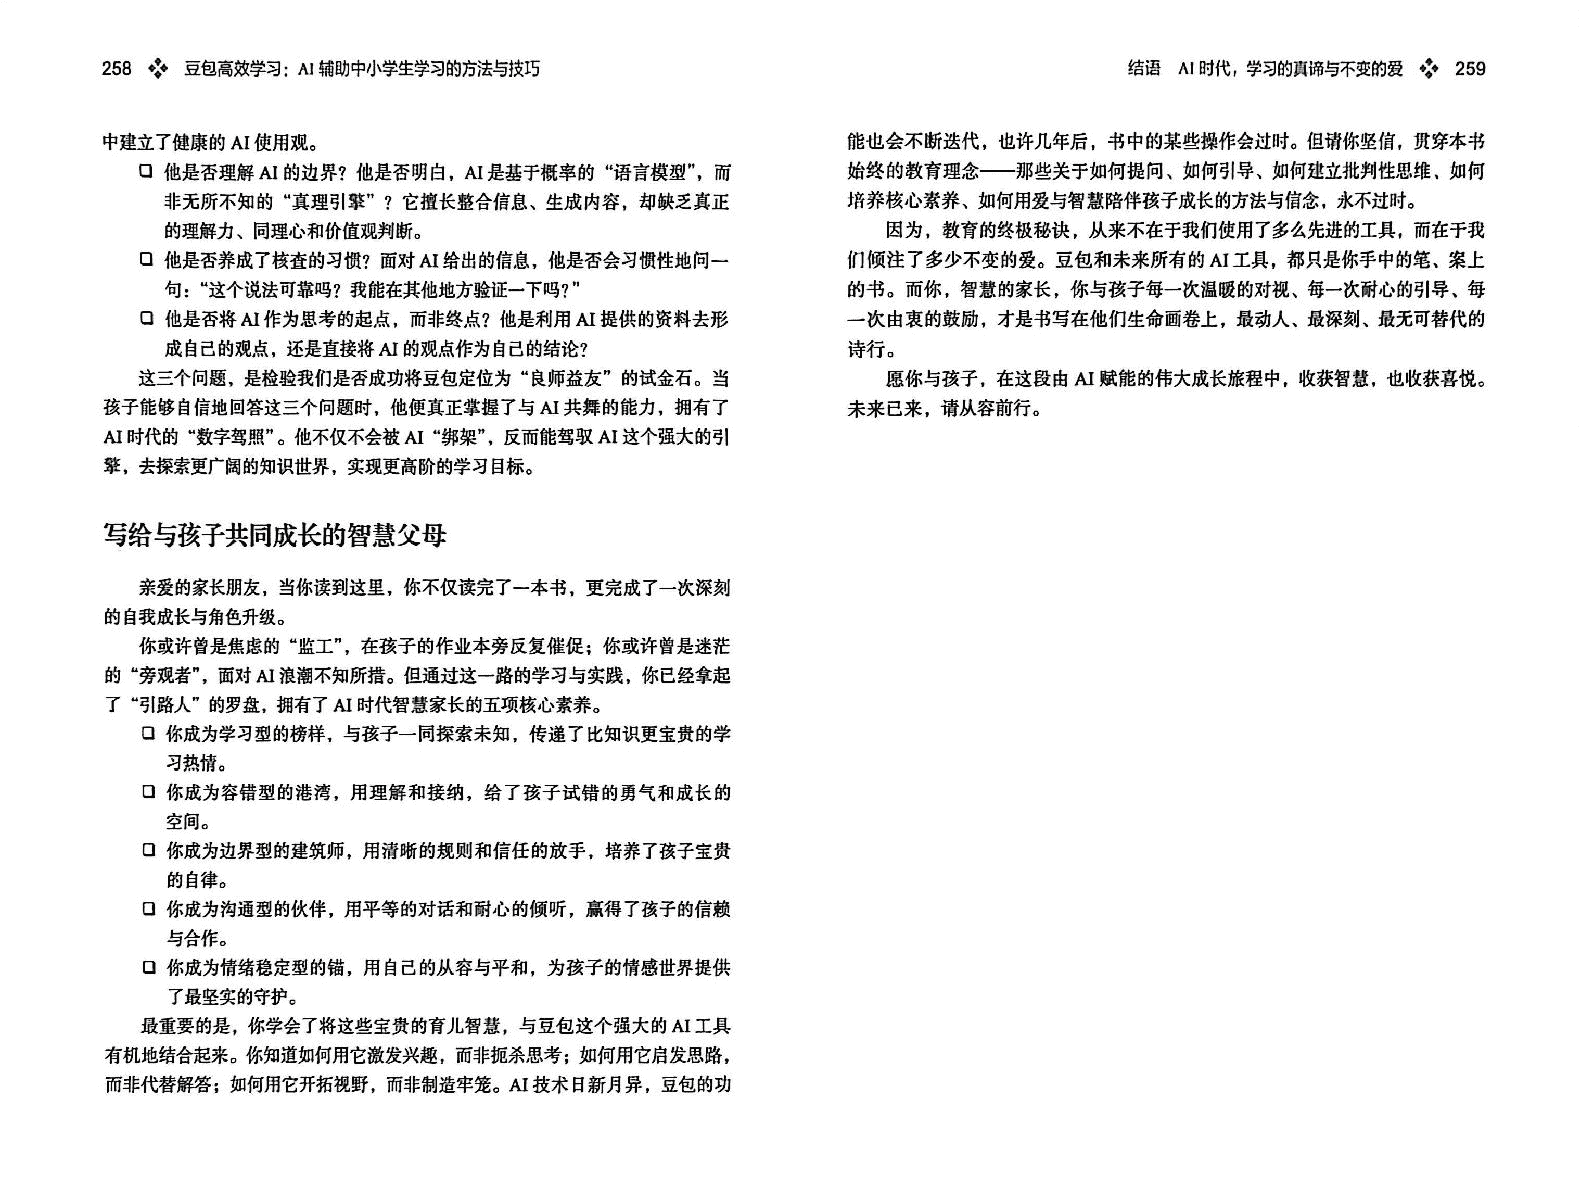 258 豆包高效学习：AI 辅助中小学生学习的方法与技巧
中建立了健康的 AI 使用观。
他是否理解 AI 的边界？他是否明白，AI 是基于概率的“语言模型”，而
非无所不知的“真理引擎”？它擅长整合信息、生成内容，却缺乏真正
的理解力、同理心和价值观判断。
他是否养成了核查的习惯？面对 AI 给出的信息，他是否会习惯性地问一
句：“这个说法可靠吗？我能在其他地方验证一下吗？”
他是否将 AI 作为思考的起点，而非终点？他是利用 AI 提供的资料去形
成自己的观点，还是直接将 AI 的观点作为自己的结论？
这三个问题，是检验我们是否成功将豆包定位为“良师益友”的试金石。当
孩子能够自信地回答这三个问题时，他便真正掌握了与 AI 共舞的能力，拥有了
AI 时代的“数字驾照”。他不仅不会被 AI“绑架”，反而能驾驭 AI 这个强大的引
擎，去探索更广阔的知识世界，实现更高阶的学习目标。
写给与孩子共同成长的智慧父母
亲爱的家长朋友，当你读到这里，你不仅读完了一本书，更完成了一次深刻
的自我成长与角色升级。
你或许曾是焦虑的“监工”，在孩子的作业本旁反复催促；你或许曾是迷茫
的“旁观者”，面对 AI 浪潮不知所措。但通过这一路的学习与实践，你已经拿起
了“引路人”的罗盘，拥有了 AI 时代智慧家长的五项核心素养。
你成为学习型的榜样，与孩子一同探索未知，传递了比知识更宝贵的学
习热情。
你成为容错型的港湾，用理解和接纳，给了孩子试错的勇气和成长的
空间。
你成为边界型的建筑师，用清晰的规则和信任的放手，培养了孩子宝贵
的自律。
你成为沟通型的伙伴，用平等的对话和耐心的倾听，赢得了孩子的信赖
与合作。
你成为情绪稳定型的锚，用自己的从容与平和，为孩子的情感世界提供
了最坚实的守护。
最重要的是，你学会了将这些宝贵的育儿智慧，与豆包这个强大的 AI 工具
有机地结合起来。你知道如何用它激发兴趣，而非扼杀思考；如何用它启发思路，
而非代替解答；如何用它开拓视野，而非制造牢笼。AI 技术日新月异，豆包的功
结语 AI 时代，学习的真谛与不变的爱 259
能也会不断迭代，也许几年后，书中的某些操作会过时。但请你坚信，贯穿本书
始终的教育理念——那些关于如何提问、如何引导、如何建立批判性思维、如何
培养核心素养、如何用爱与智慧陪伴孩子成长的方法与信念，永不过时。
因为，教育的终极秘诀，从来不在于我们使用了多么先进的工具，而在于我
们倾注了多少不变的爱。豆包和未来所有的 AI 工具，都只是你手中的笔、案上
的书。而你，智慧的家长，你与孩子每一次温暖的对视、每一次耐心的引导、每
一次由衷的鼓励，才是书写在他们生命画卷上，最动人、最深刻、最无可替代的
诗行。
愿你与孩子，在这段由 AI 赋能的伟大成长旅程中，收获智慧，也收获喜悦。
未来已来，请从容前行。